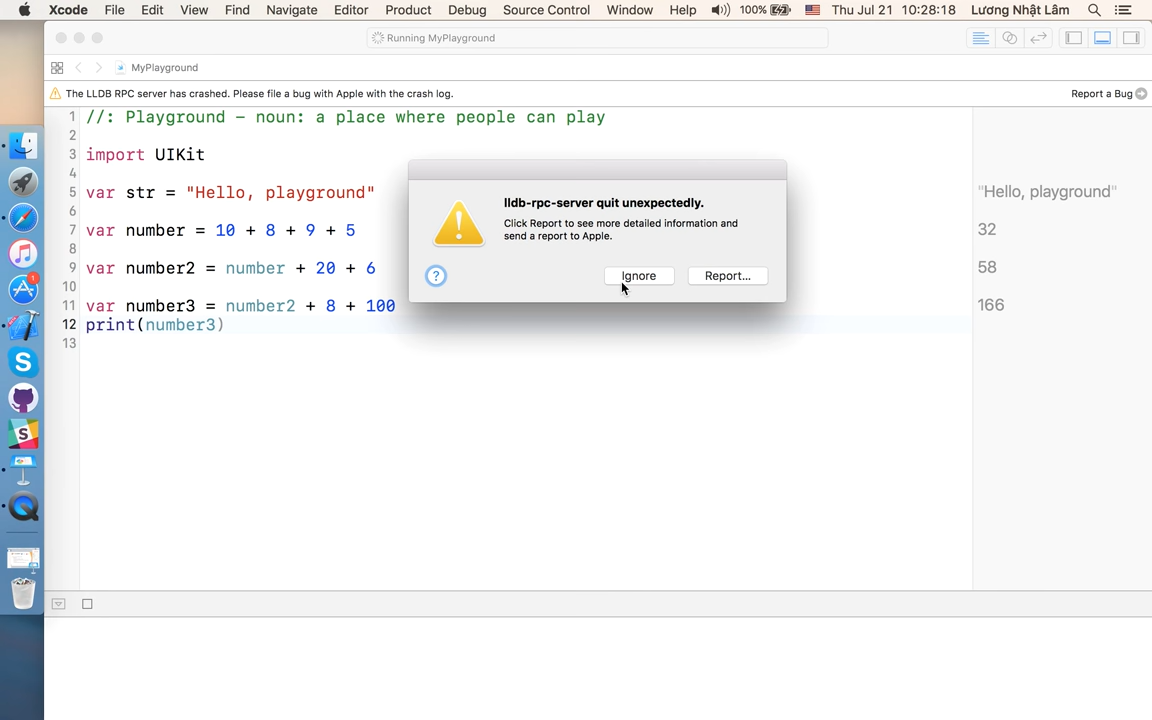 Xcode File Edit View Find Navigate Editor Product Debug Source Control Window Help 100% Thu Jul 21 10:28:18 Lương Nhật Lâm
Running MyPlayground
MyPlayground
The LLDB RPC server has crashed. Please file a bug with Apple with the crash log. Report a Bug
1 //: Playground - noun: a place where people can play
2
3 import UIKit
4
5 var str = "Hello, playground" "Hello, playground"
6
7 var number = 10 + 8 + 9 + 5 32
8
9 var number2 = number + 20 + 6 58
10
11 var number3 = number2 + 8 + 100 166
12 print(number3)
13
lldb-rpc-server quit unexpectedly.
Click Report to see more detailed information and
send a report to Apple.
? Ignore Report...
1
S
S